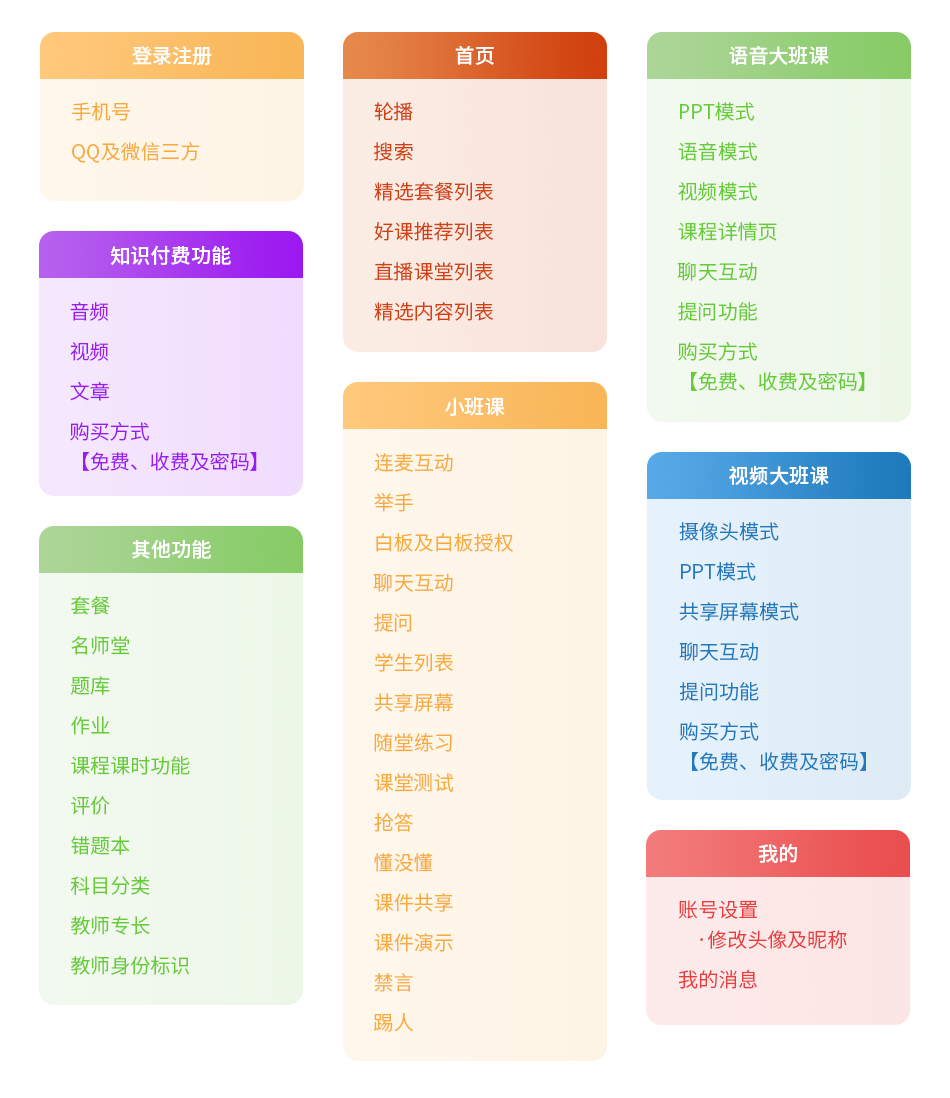 登录注册
手机号
QQ及微信三方
知识付费功能
音频
视频
文章
购买方式
【免费、收费及密码】
其他功能
套餐
名师堂
题库
作业
课程课时功能
评价
错题本
科目分类
教师专长
教师身份标识
首页
轮播
搜索
精选套餐列表
好课推荐列表
直播课堂列表
精选内容列表
小班课
连麦互动
举手
白板及白板授权
聊天互动
提问
学生列表
共享屏幕
随堂练习
课堂测试
抢答
懂没懂
课件共享
课件演示
禁言
踢人
语音大班课
PPT模式
语音模式
视频模式
课程详情页
聊天互动
提问功能
购买方式
【免费、收费及密码】
视频大班课
摄像头模式
PPT模式
共享屏幕模式
聊天互动
提问功能
购买方式
【免费、收费及密码】
我的
账号设置
·修改头像及昵称
我的消息